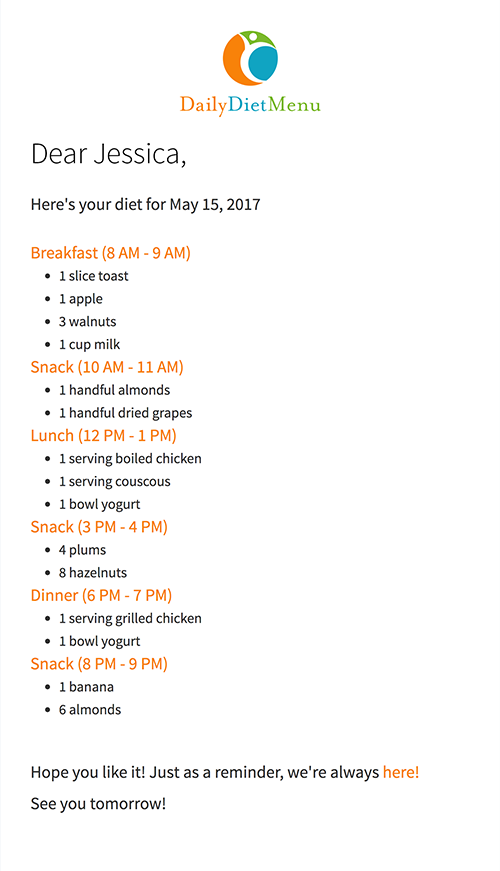 DailyDietMenu
Dear Jessica,
Here's your diet for May 15, 2017
Breakfast (8 AM - 9 AM)
• 1 slice toast
• 1 apple
• 3 walnuts
• 1 cup milk
Snack (10 AM - 11 AM)
• 1 handful almonds
• 1 handful dried grapes
Lunch (12 PM - 1 PM)
• 1 serving boiled chicken
• 1 serving couscous
• 1 bowl yogurt
Snack (3 PM - 4 PM)
• 4 plums
• 8 hazelnuts
Dinner (6 PM - 7 PM)
• 1 serving grilled chicken
• 1 bowl yogurt
Snack (8 PM - 9 PM)
• 1 banana
• 6 almonds
Hope you like it! Just as a reminder, we're always here!
See you tomorrow!